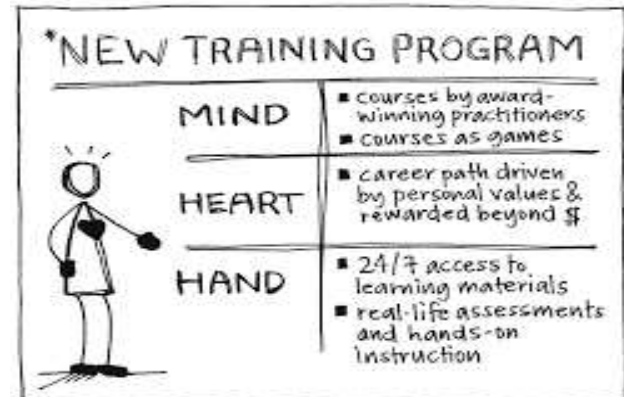 *NEW TRAINING PROGRAM
MIND
▪ courses by award-
winning practitioners
▪ courses as games
HEART
▪ career path driven
by personal values &
rewarded beyond $
HAND
▪ 24/7 access to
learning materials
▪ real-life assessments
and hands-on
instruction